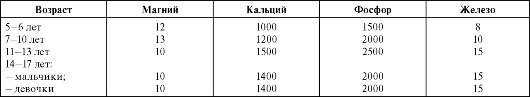 Возраст Магний Кальций Фосфор Железо
5—6 лет 12 1000 1500 8
7—10 лет 13 1200 2000 10
11—13 лет 10 1500 2500 15
14—17 лет:
— мальчики; 10 1400 2000 15
— девочки 10 1400 2000 15